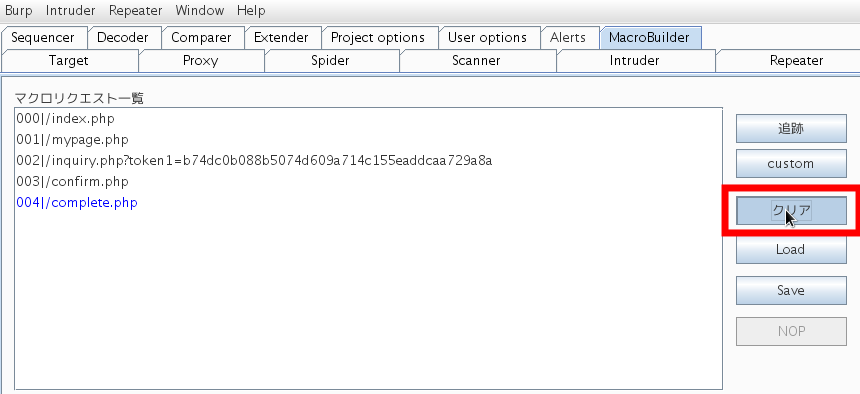 Burp Intruder Repeater Window Help
Sequencer Decoder Comparer Extender Project options User options Alerts MacroBuilder
Target Proxy Spider Scanner Intruder Repeater
マクロリクエスト一覧
000|/index.php
001|/mypage.php
002|/inquiry.php?token1=b74dc0b088b5074d609a714c155eaddcaa729a8a
003|/confirm.php
004|/complete.php
追跡
custom
クリア
Load
Save
NOP